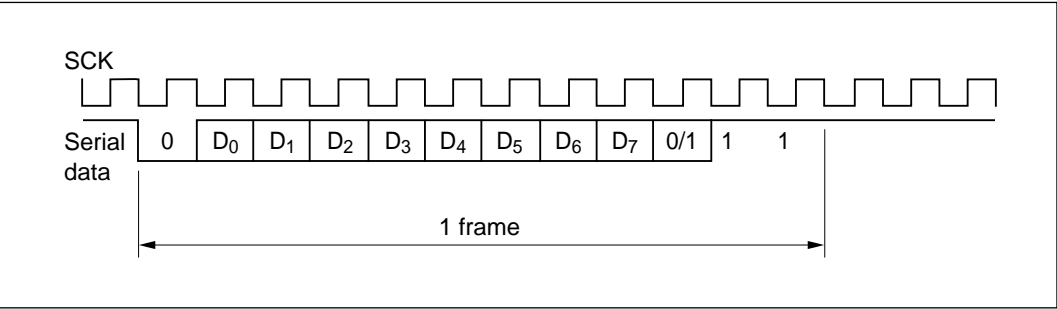 SCK
Serial data
0 D₀ D₁ D₂ D₃ D₄ D₅ D₆ D₇ 0/1 1 1
1 frame